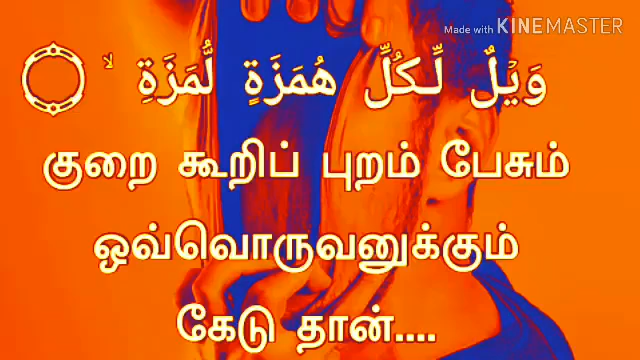 Made with KINEMASTER
وَيْلٌ لِّكُلِّ هُمَزَةٍ لُّمَزَةِ ۙ
குறை கூறிப் புறம் பேசும்
ஒவ்வொருவனுக்கும்
கேடு தான்....